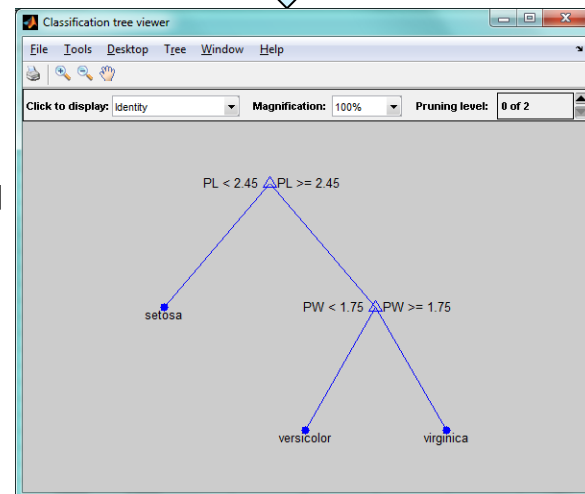 Classification tree viewer
File Tools Desktop Tree Window Help
Click to display: Identity Magnification: 100% Pruning level: 0 of 2
PL < 2.45 PL >= 2.45
setosa
PW < 1.75 PW >= 1.75
versicolor virginica